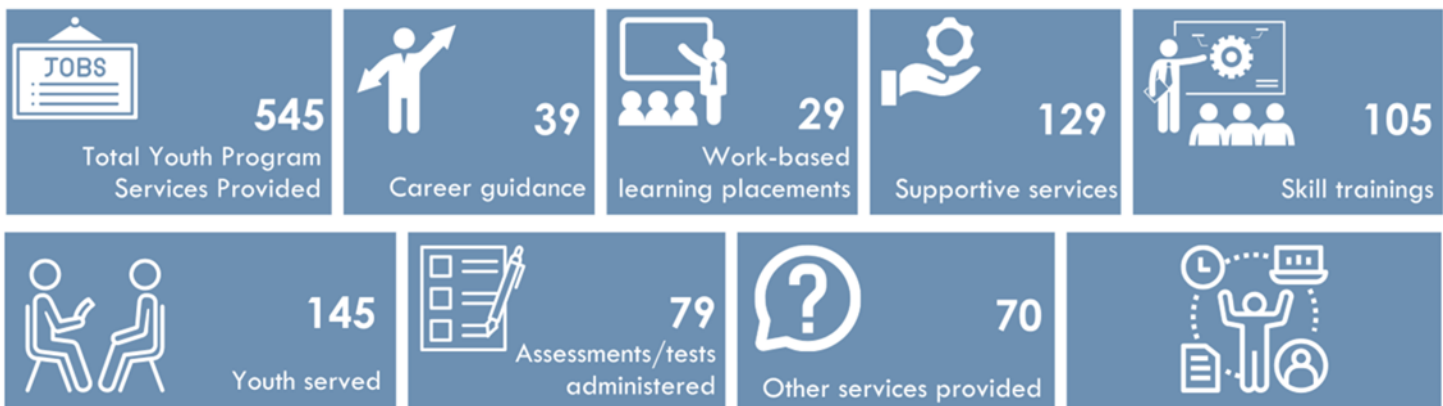 JOBS
545
Total Youth Program
Services Provided
39
Career guidance
29
Work-based
learning placements
129
Supportive services
105
Skill trainings
145
Youth served
79
Assessments/tests
administered
?
70
Other services provided